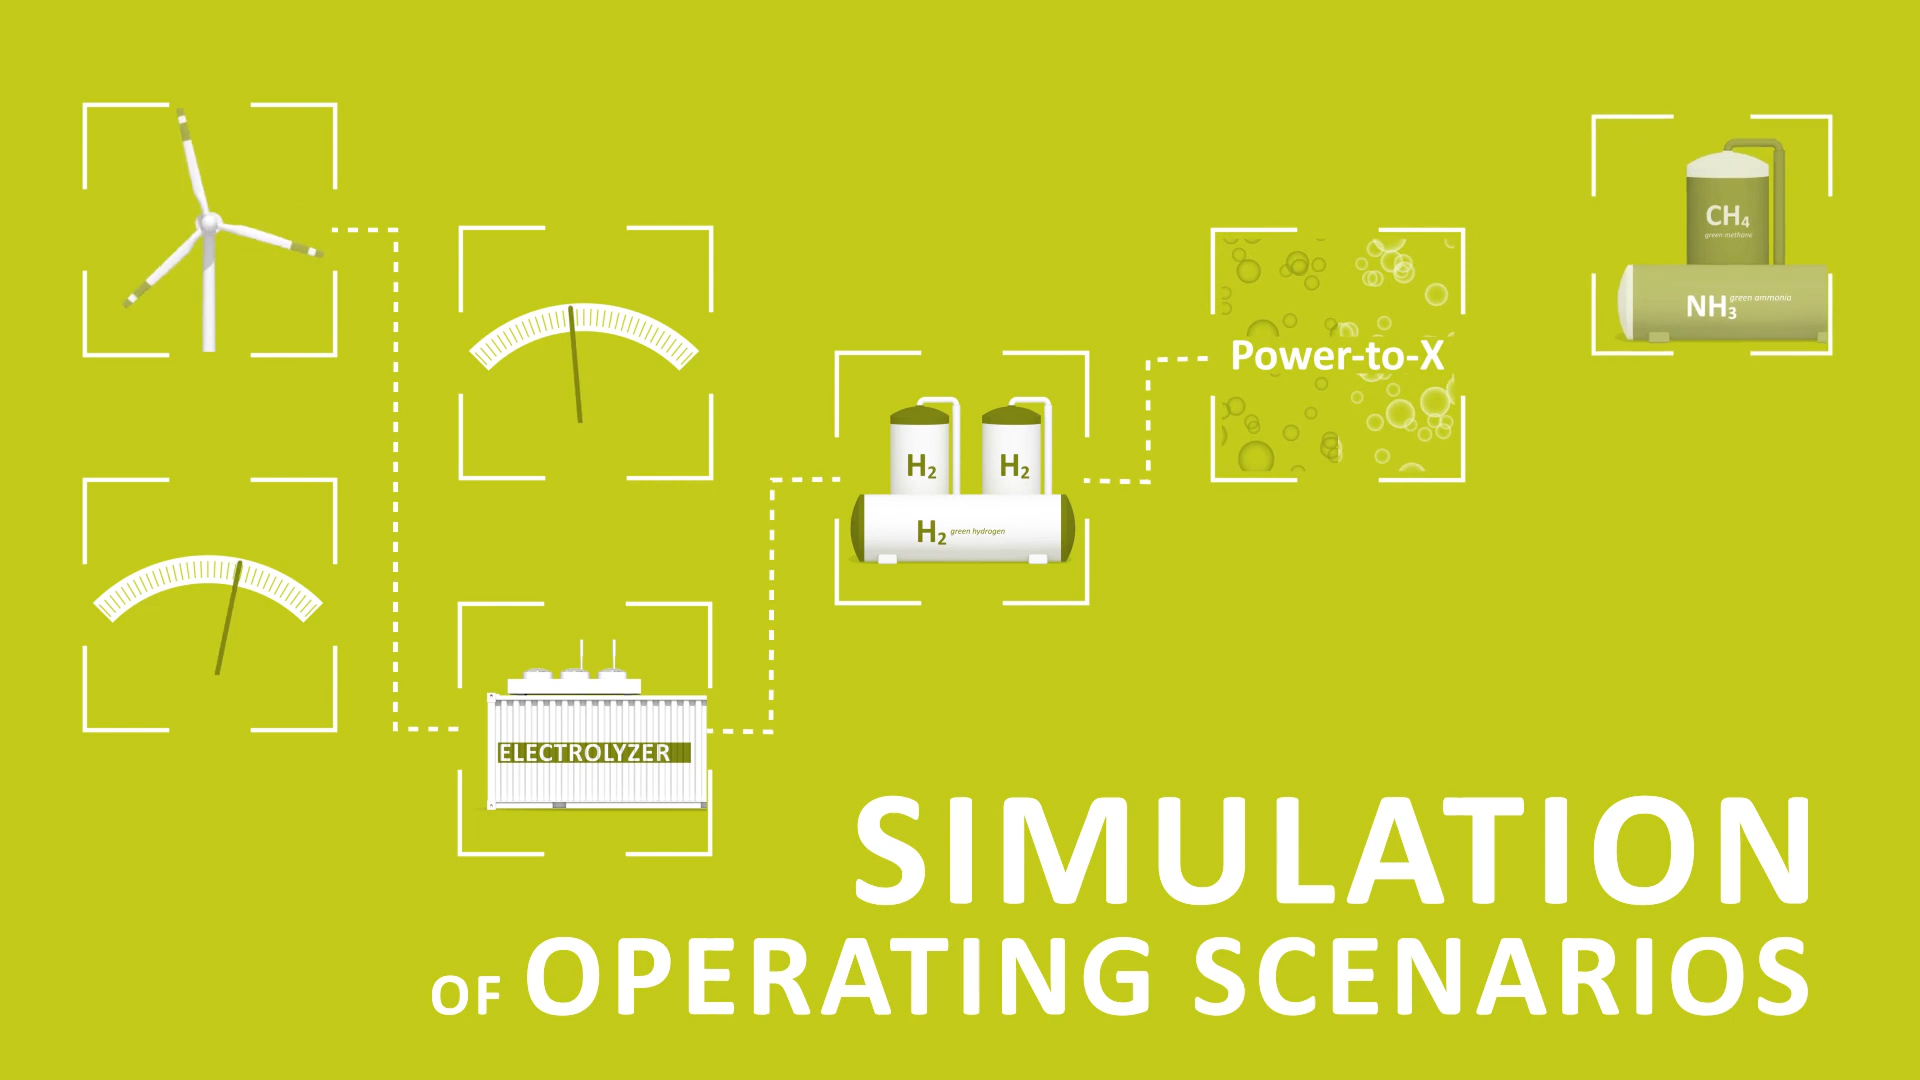 CH₄
green methane
NH₃ green ammonia
Power-to-X
H₂
H₂
H₂ green hydrogen
ELECTROLYZER
SIMULATION
OF OPERATING SCENARIOS